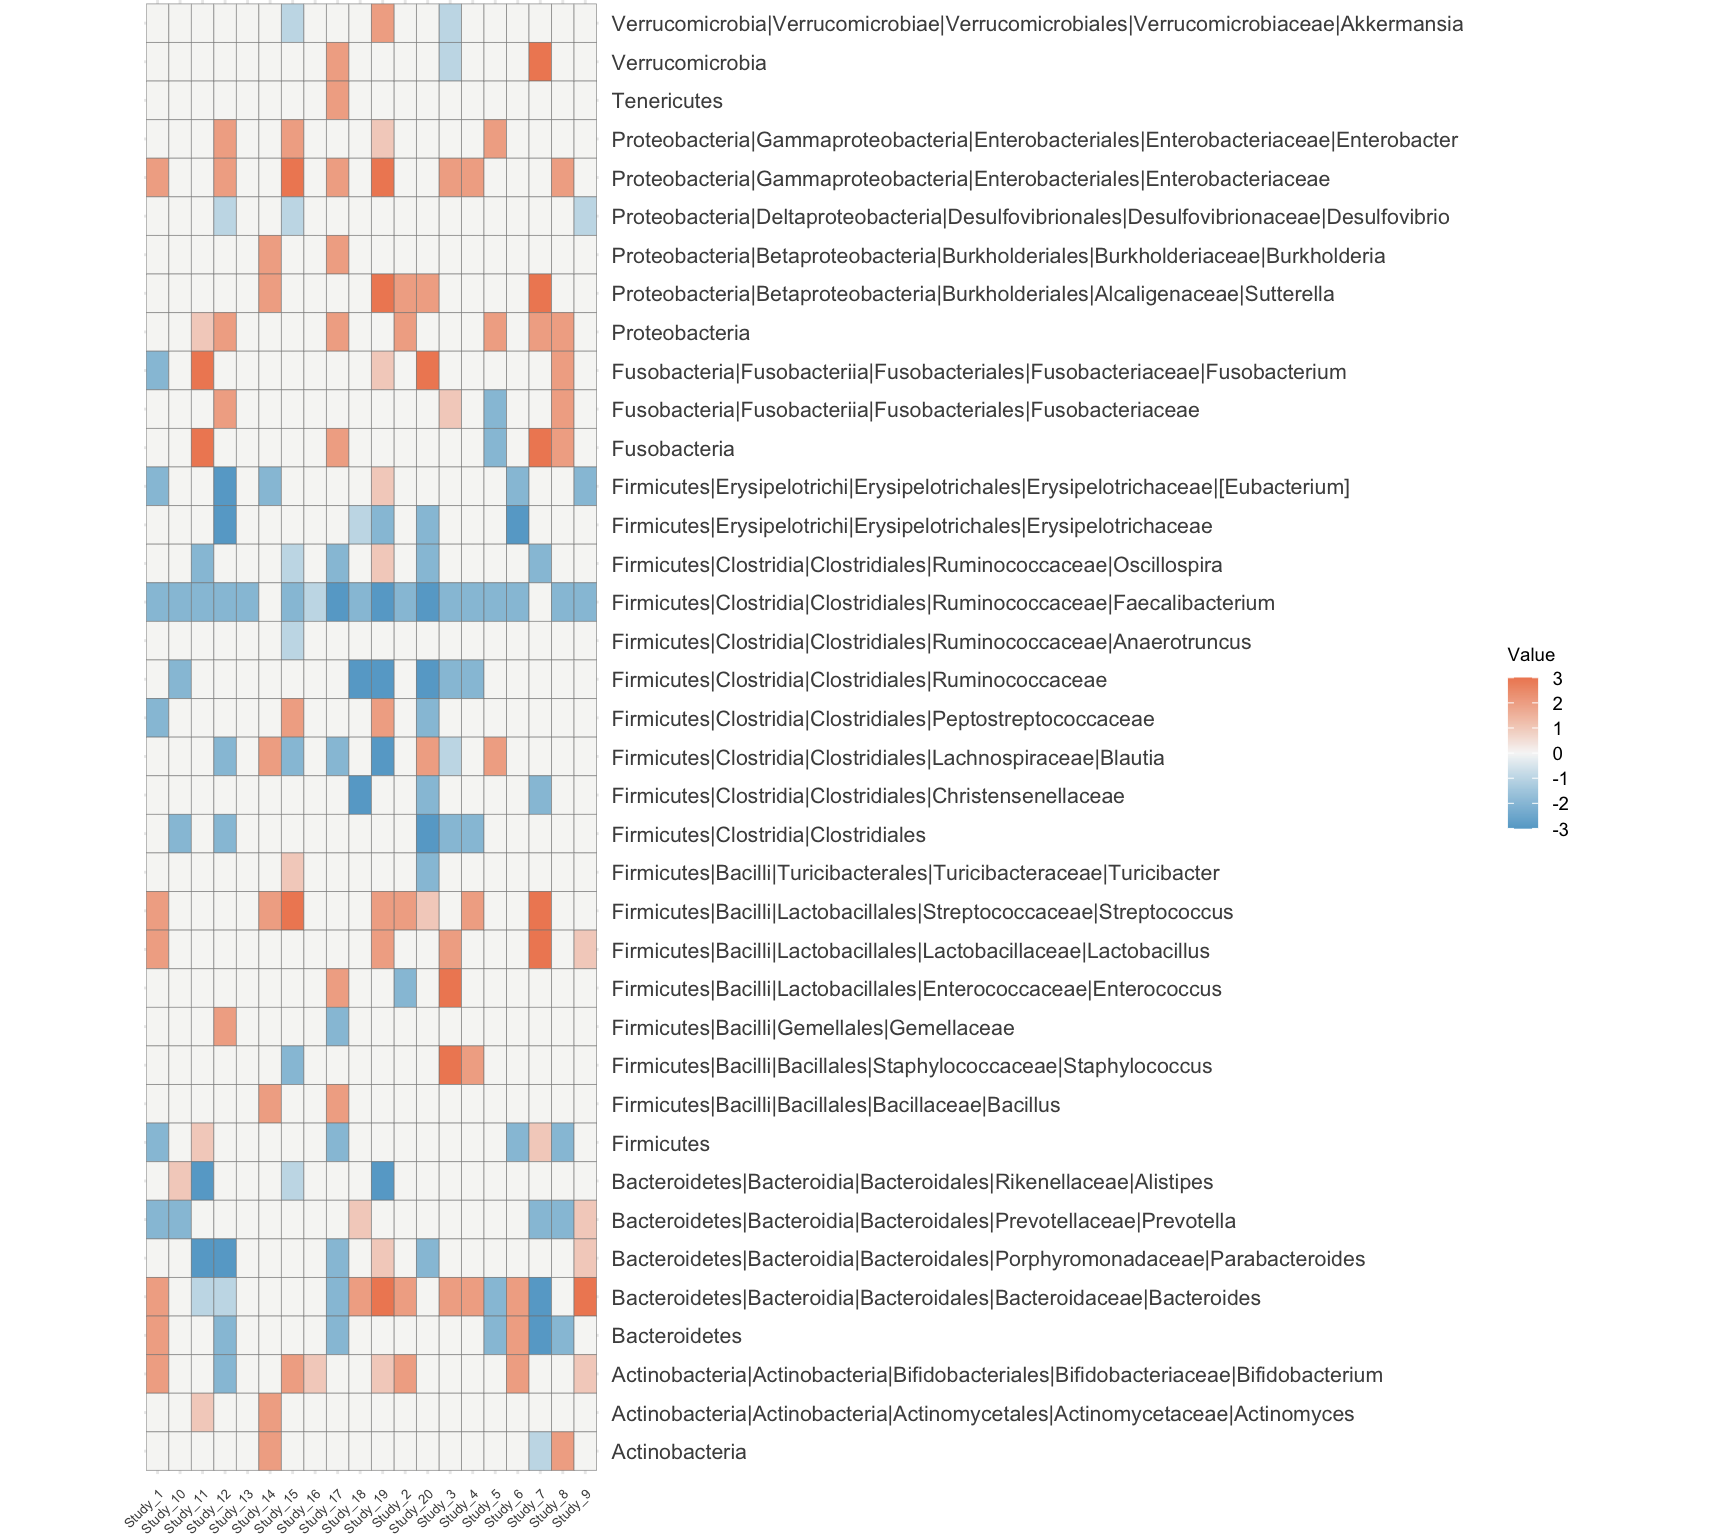 Verrucomicrobia|Verrucomicrobiae|Verrucomicrobiales|Verrucomicrobiaceae|Akkermansia
Verrucomicrobia
Tenericutes
Proteobacteria|Gammaproteobacteria|Enterobacteriales|Enterobacteriaceae|Enterobacter
Proteobacteria|Gammaproteobacteria|Enterobacteriales|Enterobacteriaceae
Proteobacteria|Deltaproteobacteria|Desulfovibrionales|Desulfovibrionaceae|Desulfovibrio
Proteobacteria|Betaproteobacteria|Burkholderiales|Burkholderiaceae|Burkholderia
Proteobacteria|Betaproteobacteria|Burkholderiales|Alcaligenaceae|Sutterella
Proteobacteria
Fusobacteria|Fusobacteriia|Fusobacteriales|Fusobacteriaceae|Fusobacterium
Fusobacteria|Fusobacteriia|Fusobacteriales|Fusobacteriaceae
Fusobacteria
Firmicutes|Erysipelotrichi|Erysipelotrichales|Erysipelotrichaceae|[Eubacterium]
Firmicutes|Erysipelotrichi|Erysipelotrichales|Erysipelotrichaceae
Firmicutes|Clostridia|Clostridiales|Ruminococcaceae|Oscillospira
Firmicutes|Clostridia|Clostridiales|Ruminococcaceae|Faecalibacterium
Firmicutes|Clostridia|Clostridiales|Ruminococcaceae|Anaerotruncus
Firmicutes|Clostridia|Clostridiales|Ruminococcaceae
Firmicutes|Clostridia|Clostridiales|Peptostreptococcaceae
Firmicutes|Clostridia|Clostridiales|Lachnospiraceae|Blautia
Firmicutes|Clostridia|Clostridiales|Christensenellaceae
Firmicutes|Clostridia|Clostridiales
Firmicutes|Bacilli|Turicibacterales|Turicibacteraceae|Turicibacter
Firmicutes|Bacilli|Lactobacillales|Streptococcaceae|Streptococcus
Firmicutes|Bacilli|Lactobacillales|Lactobacillaceae|Lactobacillus
Firmicutes|Bacilli|Lactobacillales|Enterococcaceae|Enterococcus
Firmicutes|Bacilli|Gemellales|Gemellaceae
Firmicutes|Bacilli|Bacillales|Staphylococcaceae|Staphylococcus
Firmicutes|Bacilli|Bacillales|Bacillaceae|Bacillus
Firmicutes
Bacteroidetes|Bacteroidia|Bacteroidales|Rikenellaceae|Alistipes
Bacteroidetes|Bacteroidia|Bacteroidales|Prevotellaceae|Prevotella
Bacteroidetes|Bacteroidia|Bacteroidales|Porphyromonadaceae|Parabacteroides
Bacteroidetes|Bacteroidia|Bacteroidales|Bacteroidaceae|Bacteroides
Bacteroidetes
Actinobacteria|Actinobacteria|Bifidobacteriales|Bifidobacteriaceae|Bifidobacterium
Actinobacteria|Actinobacteria|Actinomycetales|Actinomycetaceae|Actinomyces
Actinobacteria
Value
3
2
1
0
-1
-2
-3
Study_1
Study_10
Study_11
Study_12
Study_13
Study_14
Study_15
Study_16
Study_17
Study_18
Study_19
Study_2
Study_20
Study_3
Study_4
Study_5
Study_6
Study_7
Study_8
Study_9